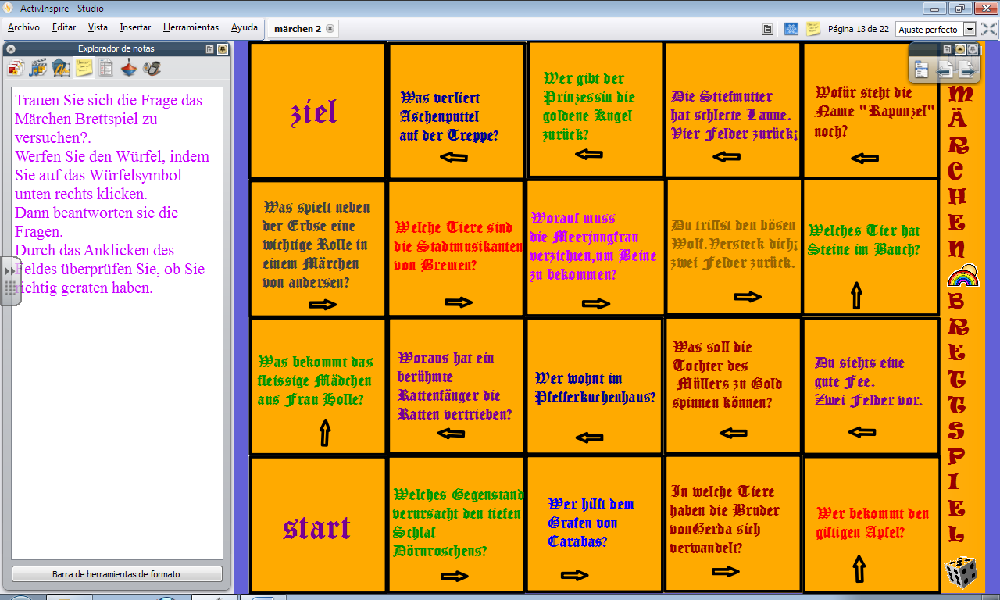 ActivInspire - Studio
Archivo Editar Vista Insertar Herramientas Ayuda
märchen 2
Página 13 de 22
Ajuste perfecto
Explorador de notas
Trauen Sie sich die Frage das
Märchen Brettspiel zu
versuchen?.
Werfen Sie den Würfel, indem
Sie auf das Würfelsymbol
unten rechts klicken.
Dann beantworten sie die
Fragen.
Durch das Anklicken des
Feldes überprüfen Sie, ob Sie
richtig geraten haben.
Barra de herramientas de formato
ziel
Was verliert
Aschenputtel
auf der Treppe?
Wer gibt der
Prinzessin die
goldene Kugel
zurück?
Die Stiefmutter
hat schlecte Laune.
Vier Felder zurück¡
Wofür steht die
Name "Rapunzel"
noch?
Was spielt neben
der Erbse eine
wichtige Rolle in
einem Märchen
von andersen?
Welche Tiere sind
die Stadtmusikanten
von Bremen?
Worauf muss
die Meerjungfrau
verzichten,um Beine
zu bekommen?
Du triffst den bösen
Wolf.Versteck dich¡
zwei Felder zurück.
Welches Tier hat
Steine im Bauch?
Was bekommt das
fleissige Mädchen
aus Frau Holle?
Woraus hat ein
berühmte
Rattenfänger die
Ratten vertrieben?
Wer wohnt im
Pfefferkuchenhaus?
Was soll die
Tochter des
Müllers zu Gold
spinnen können?
Du siehts eine
gute Fee.
Zwei Felder vor.
start
Welches Gegenstand
verursacht den tiefen
Schlaf
Dörnroschens?
Wer hilft dem
Grafen von
Carabas?
In welche Tiere
haben die Bruder
vonGerda sich
verwandelt?
Wer bekommt den
giftigen Apfel?
MÄRCHEN
BRETTSPIEL